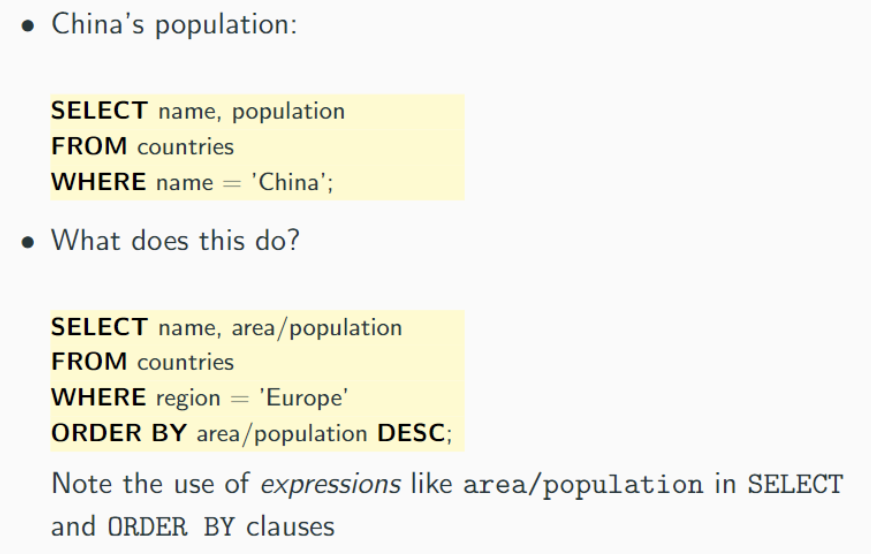 • China's population:
SELECT name, population
FROM countries
WHERE name = 'China';
• What does this do?
SELECT name, area/population
FROM countries
WHERE region = 'Europe'
ORDER BY area/population DESC;
Note the use of expressions like area/population in SELECT
and ORDER BY clauses